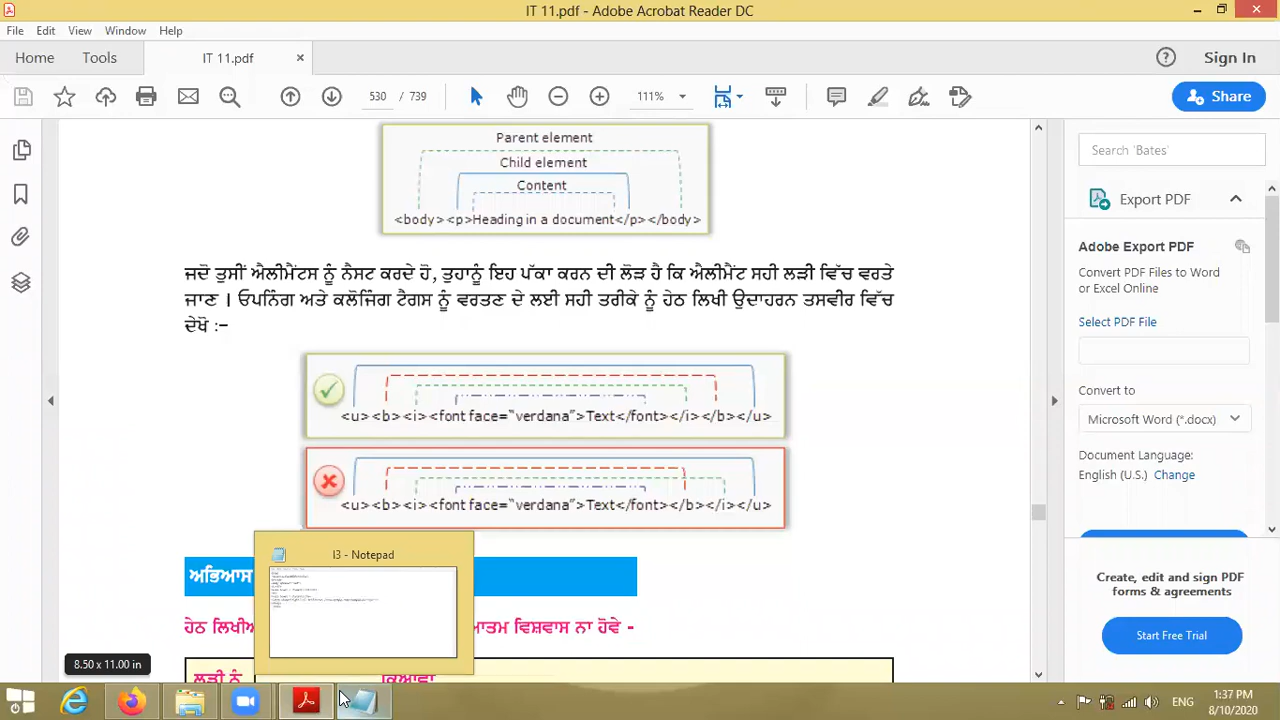 IT 11.pdf - Adobe Acrobat Reader DC
File Edit View Window Help
Home Tools IT 11.pdf × Sign In
530 / 739 111% Share
Parent element
Child element
Content
<body><p>Heading in a document</p></body>
ਜਦੋਂ ਤੁਸੀਂ ਐਲੀਮੈਂਟਸ ਨੂੰ ਨੈਸਟ ਕਰਦੇ ਹੋ, ਤੁਹਾਨੂੰ ਇਹ ਪੱਕਾ ਕਰਨ ਦੀ ਲੋੜ ਹੈ ਕਿ ਐਲੀਮੈਂਟ ਸਹੀ ਲੜੀ ਵਿੱਚ ਵਰਤੇ
ਜਾਣ । ਓਪਨਿੰਗ ਅਤੇ ਕਲੋਜਿੰਗ ਟੈਗਸ ਨੂੰ ਵਰਤਣ ਦੇ ਲਈ ਸਹੀ ਤਰੀਕੇ ਨੂੰ ਹੇਠ ਲਿਖੀ ਉਦਾਹਰਨ ਤਸਵੀਰ ਵਿੱਚ
ਦੇਖੋ :–
<u><b><i><font face="verdana">Text</font></i></b></u>
<u><b><i><font face="verdana">Text</font></b></i></u>
I3 - Notepad
ਅਭਿਆਸ
ਹੇਠ ਆਤਮ ਵਿਸ਼ਵਾਸ ਨਾ ਹੋਵੇ -
ਲੜੀ ਨੂੰ
8.50 x 11.00 in
Search 'Bates'
Export PDF
Adobe Export PDF
Convert PDF Files to Word
or Excel Online
Select PDF File
Convert to
Microsoft Word (*.docx)
Document Language:
English (U.S.) Change
Create, edit and sign PDF
forms & agreements
Start Free Trial
ENG
1:37 PM
8/10/2020